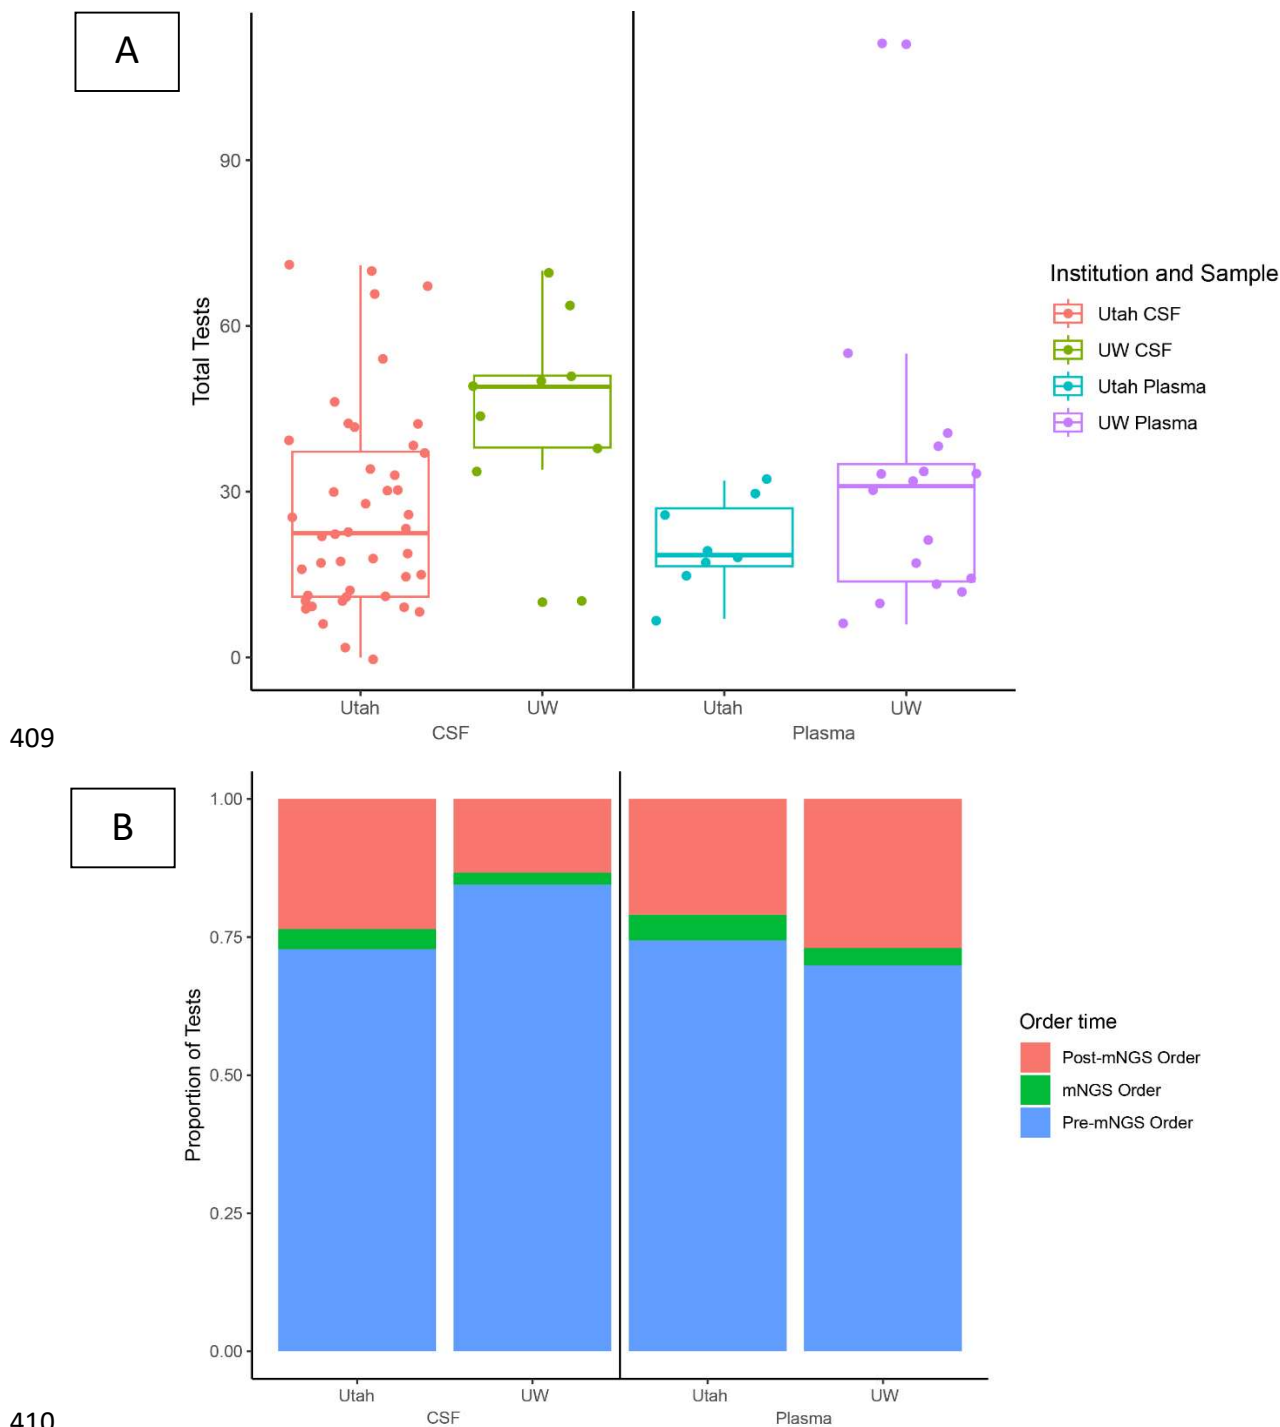 A
90
60
30
0
Total Tests
Utah
UW
Utah
UW
CSF
Plasma
Institution and Sample
Utah CSF
UW CSF
Utah Plasma
UW Plasma
409
B
1.00
0.75
0.50
0.25
0.00
Proportion of Tests
Utah
UW
Utah
UW
CSF
Plasma
Order time
Post-mNGS Order
mNGS Order
Pre-mNGS Order
410